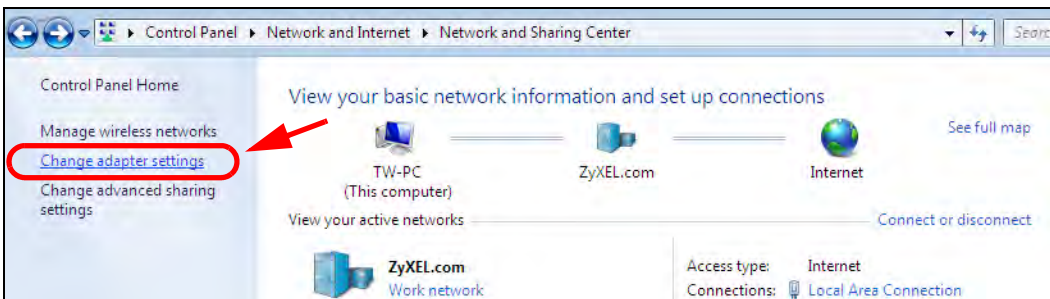 Control Panel ▸ Network and Internet ▸ Network and Sharing Center
Control Panel Home
Manage wireless networks
Change adapter settings
Change advanced sharing
settings
View your basic network information and set up connections
See full map
TW-PC
(This computer)
ZyXEL.com
Internet
View your active networks
Connect or disconnect
ZyXEL.com
Work network
Access type: Internet
Connections: Local Area Connection